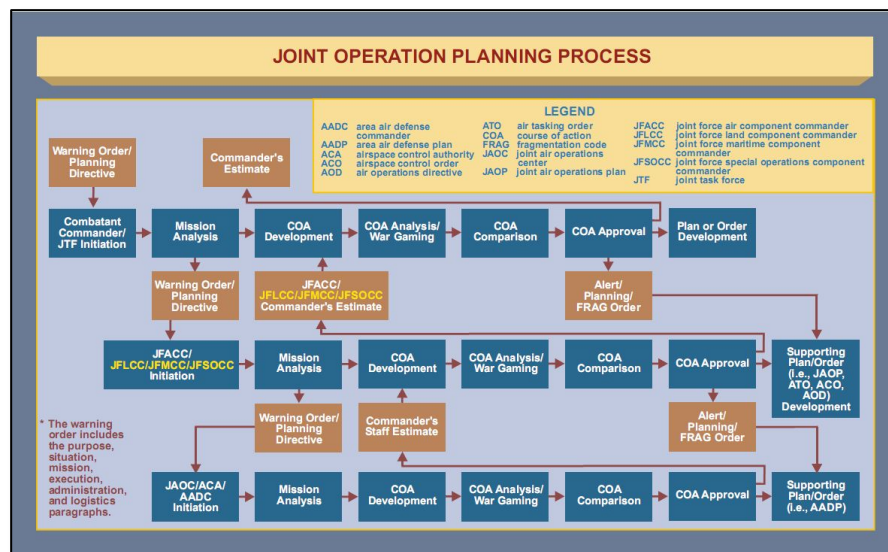 JOINT OPERATION PLANNING PROCESS
LEGEND
AADC area air defense
commander
AADP area air defense plan
ACA airspace control authority
ACO airspace control order
AOD air operations directive
ATO air tasking order
COA course of action
FRAG fragmentation code
JAOC joint air operations
center
JAOP joint air operations plan
JFACC joint force air component commander
JFLCC joint force land component commander
JFMCC joint force maritime component
commander
JFSOCC joint force special operations component
commander
JTF joint task force
Warning Order/
Planning
Directive
Commander's
Estimate
Combatant
Commander/
JTF Initiation
Mission
Analysis
COA
Development
COA Analysis/
War Gaming
COA
Comparison
COA Approval
Plan or Order
Development
Warning Order/
Planning
Directive
JFACC/
JFLCC/JFMCC/JFSOCC
Commander's Estimate
Alert/
Planning/
FRAG Order
JFACC/
JFLCC/JFMCC/JFSOCC
Initiation
Mission
Analysis
COA
Development
COA Analysis/
War Gaming
COA
Comparison
COA Approval
Supporting
Plan/Order
(i.e., JAOP,
ATO, ACO,
AOD)
Development
* The warning
order includes
the purpose,
situation,
mission,
execution,
administration,
and logistics
paragraphs.
Warning Order/
Planning
Directive
Commander's
Staff Estimate
Alert/
Planning/
FRAG Order
JAOC/ACA/
AADC
Initiation
Mission
Analysis
COA
Development
COA Analysis/
War Gaming
COA
Comparison
COA Approval
Supporting
Plan/Order
(i.e., AADP)